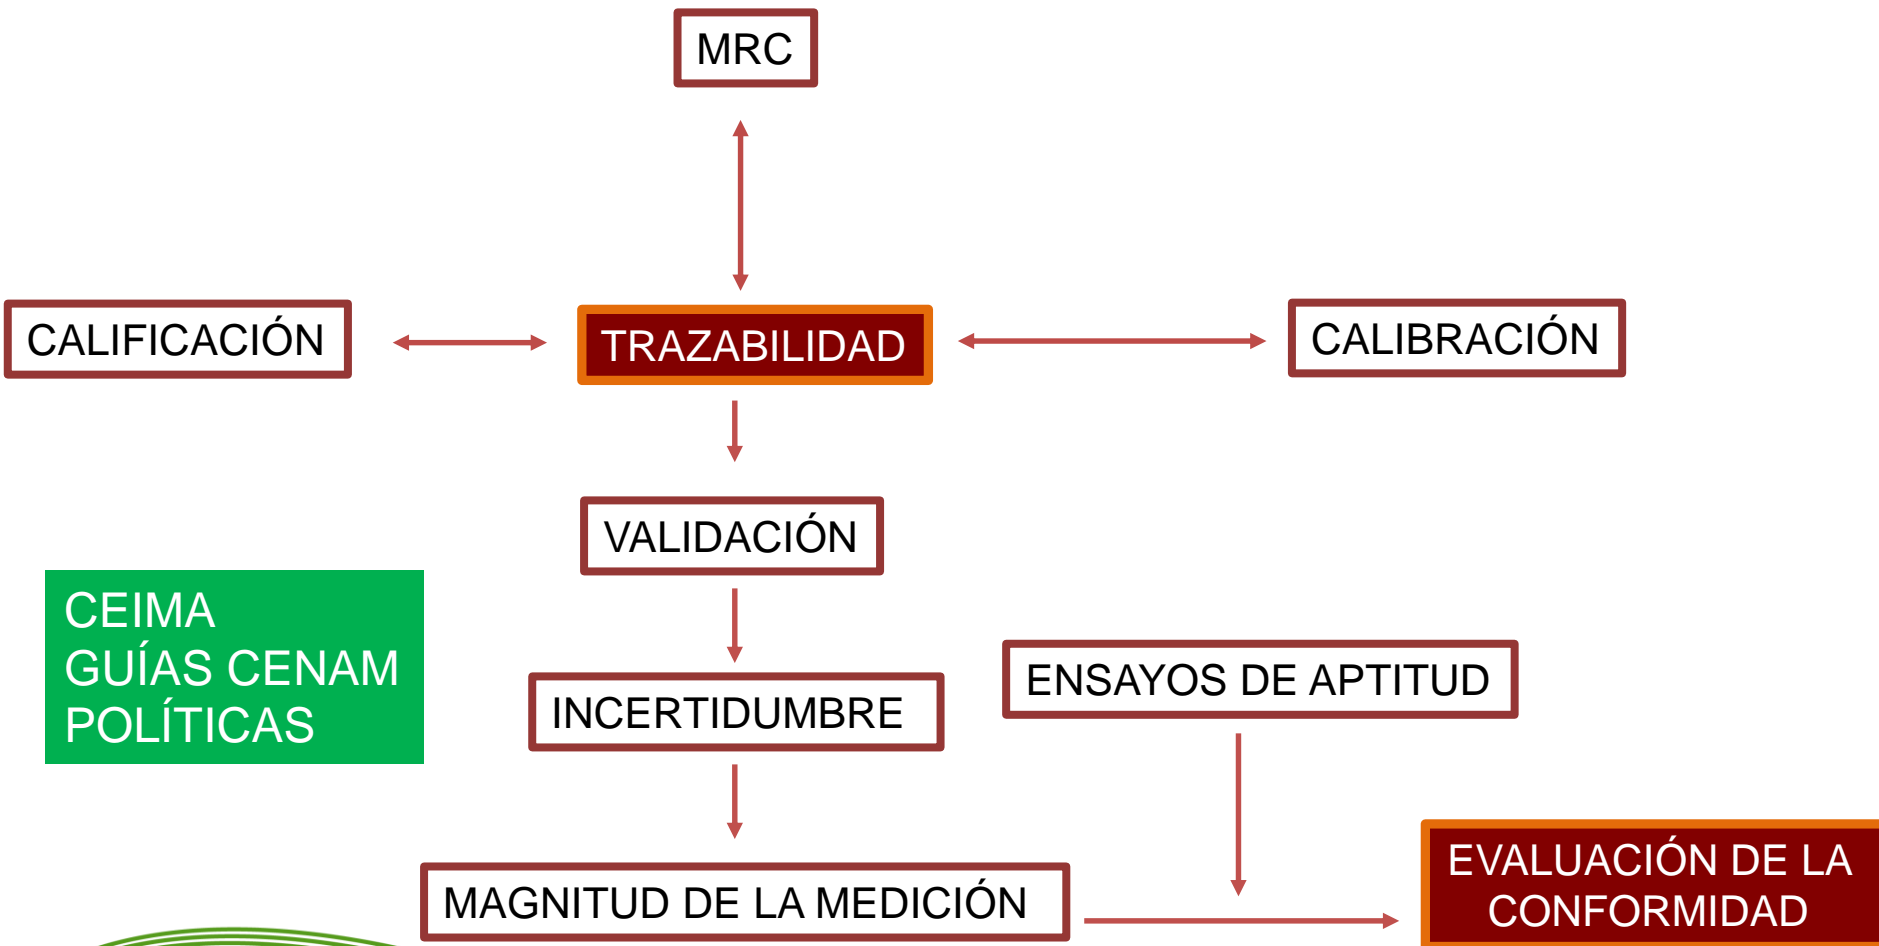 MRC
CALIFICACIÓN
TRAZABILIDAD
CALIBRACIÓN
VALIDACIÓN
CEIMA
GUÍAS CENAM
POLÍTICAS
INCERTIDUMBRE
ENSAYOS DE APTITUD
MAGNITUD DE LA MEDICIÓN
EVALUACIÓN DE LA
CONFORMIDAD